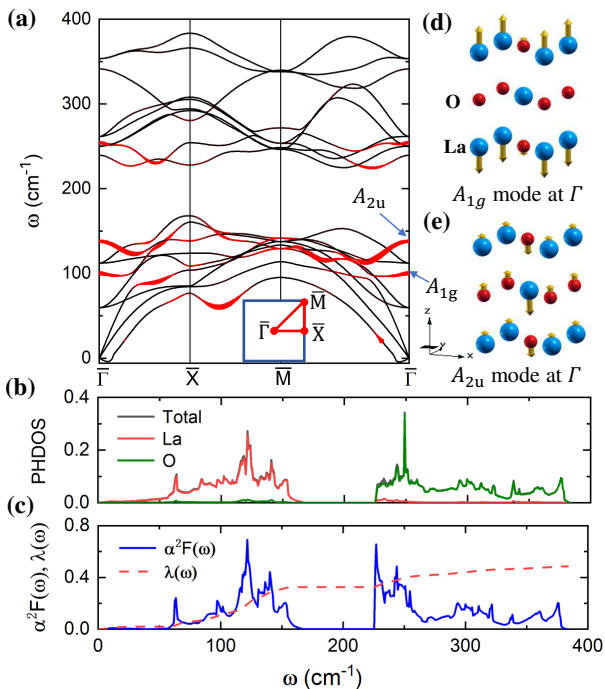 (a)
400
300
200
100
0
ω (cm⁻¹)
A₂ᵤ
A₁g
M̅
Γ̅
X̅
Γ̅
X̅
M̅
Γ̅
(d)
O
La
A₁g mode at Γ
(e)
z
y
x
A₂ᵤ mode at Γ
(b)
PHDOS
0.4
0.2
0.0
Total
La
O
(c)
α²F(ω), λ(ω)
0.8
0.4
0.0
α²F(ω)
λ(ω)
0
100
200
300
400
ω (cm⁻¹)